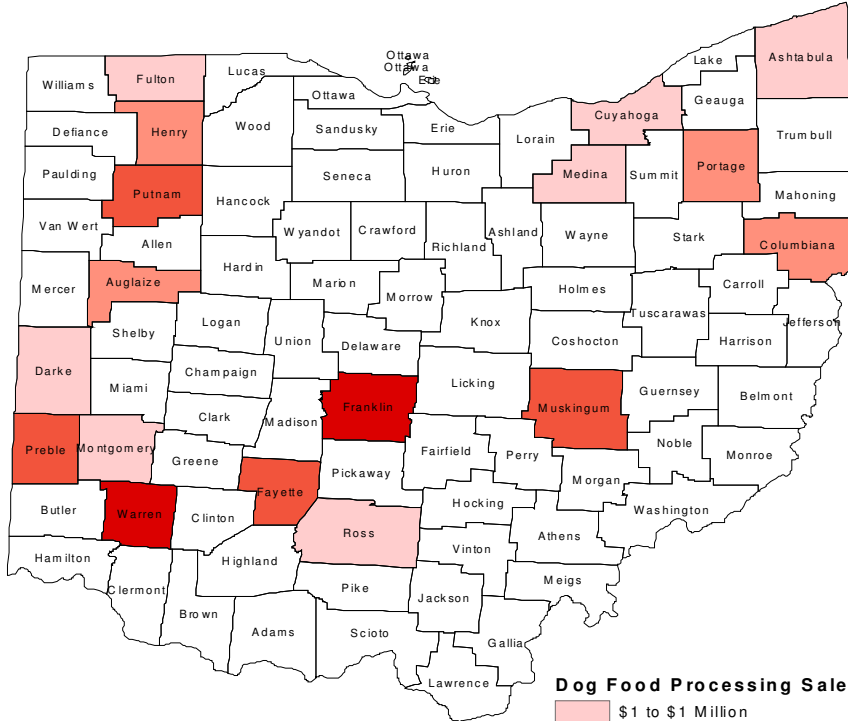 Ottawa
Ottawa
Erie
Lake
Ashtabula
Williams
Fulton
Lucas
Ottawa
Geauga
Cuyahoga
Defiance
Henry
Wood
Sandusky
Erie
Lorain
Trumbull
Paulding
Putnam
Hancock
Seneca
Huron
Medina
Summit
Portage
Mahoning
Van Wert
Allen
Wyandot
Crawford
Richland
Ashland
Wayne
Stark
Columbiana
Mercer
Auglaize
Hardin
Marion
Morrow
Holmes
Carroll
Tuscarawas
Jefferson
Shelby
Logan
Union
Delaware
Knox
Coshocton
Harrison
Darke
Miami
Champaign
Licking
Guernsey
Belmont
Clark
Madison
Franklin
Muskingum
Preble
Montgomery
Greene
Pickaway
Fairfield
Perry
Noble
Monroe
Morgan
Butler
Warren
Clinton
Fayette
Hocking
Washington
Ross
Athens
Hamilton
Highland
Vinton
Meigs
Clermont
Pike
Jackson
Brown
Adams
Scioto
Gallia
Lawrence
Dog Food Processing Sale
$1 to $1 Million